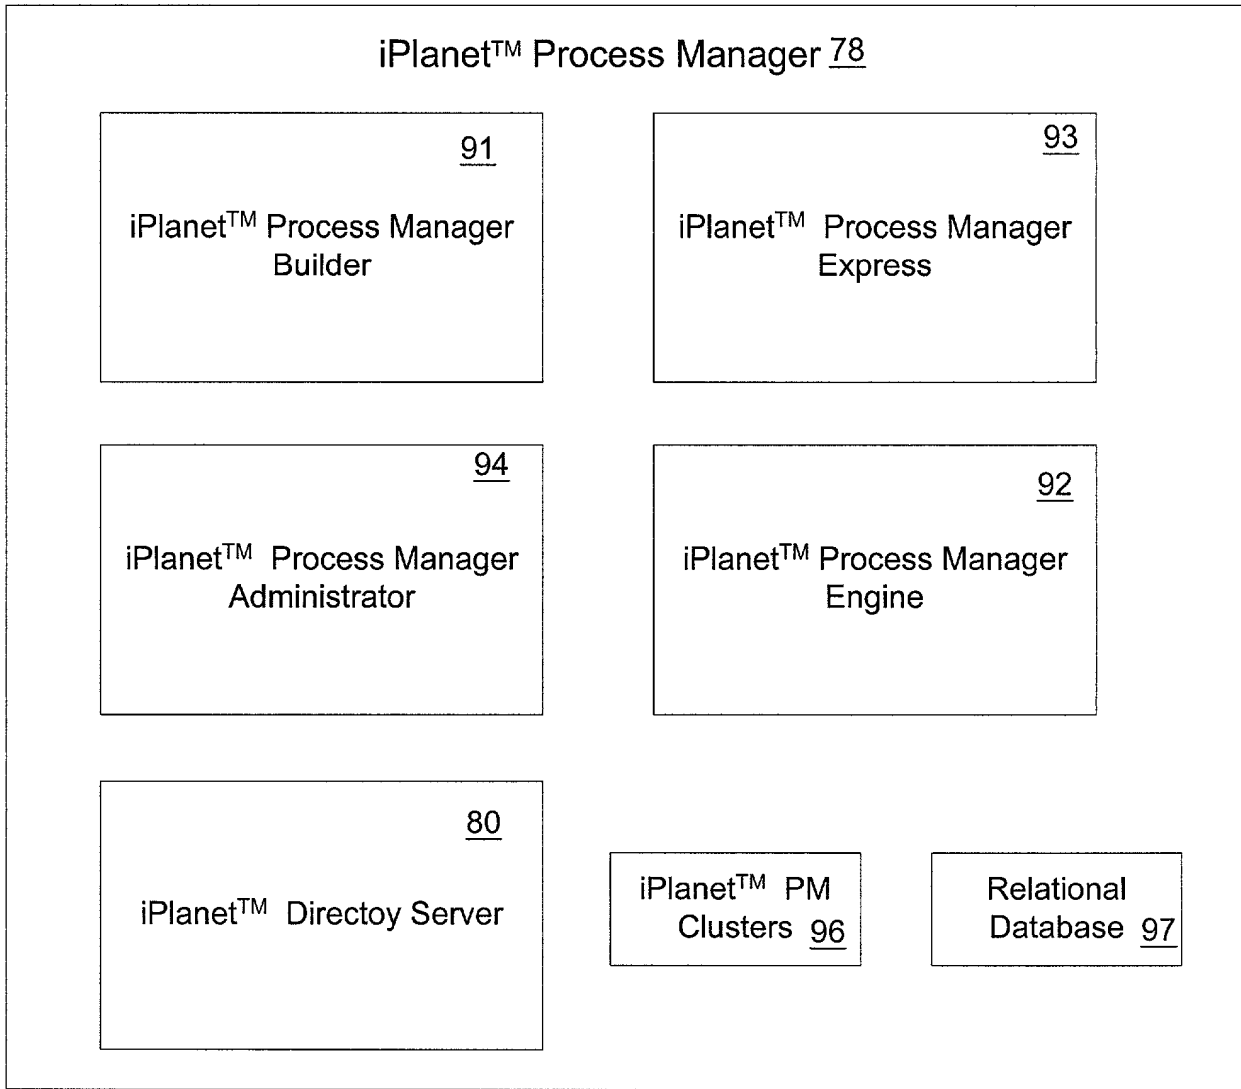 iPlanet™ Process Manager 78
91
iPlanet™ Process Manager
Builder
93
iPlanet™ Process Manager
Express
94
iPlanet™ Process Manager
Administrator
92
iPlanet™ Process Manager
Engine
80
iPlanet™ Directoy Server
iPlanet™ PM
Clusters 96
Relational
Database 97